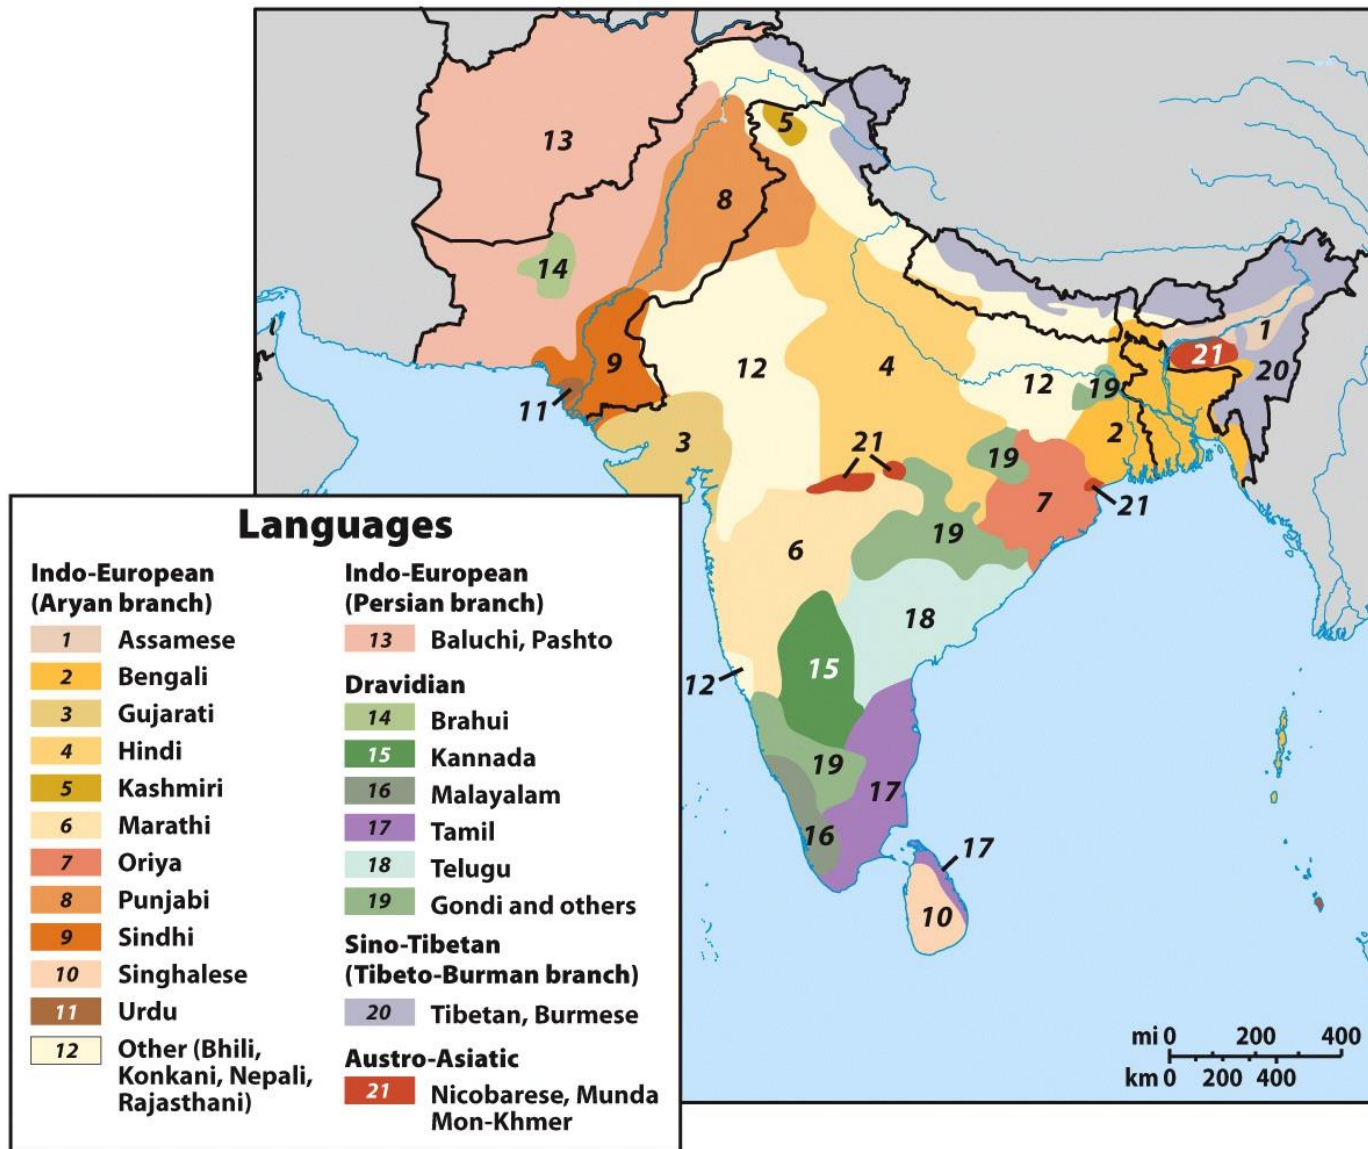 13
5
8
14
1
21
9
12
4
12
19
20
11
3
2
21
19
7
21
6
19
18
15
12
19
17
16
17
10
mi 0 200 400
km 0 200 400
Languages
Indo-European
(Aryan branch)
1 Assamese
2 Bengali
3 Gujarati
4 Hindi
5 Kashmiri
6 Marathi
7 Oriya
8 Punjabi
9 Sindhi
10 Singhalese
11 Urdu
12 Other (Bhili,
Konkani, Nepali,
Rajasthani)
Indo-European
(Persian branch)
13 Baluchi, Pashto
Dravidian
14 Brahui
15 Kannada
16 Malayalam
17 Tamil
18 Telugu
19 Gondi and others
Sino-Tibetan
(Tibeto-Burman branch)
20 Tibetan, Burmese
Austro-Asiatic
21 Nicobarese, Munda
Mon-Khmer